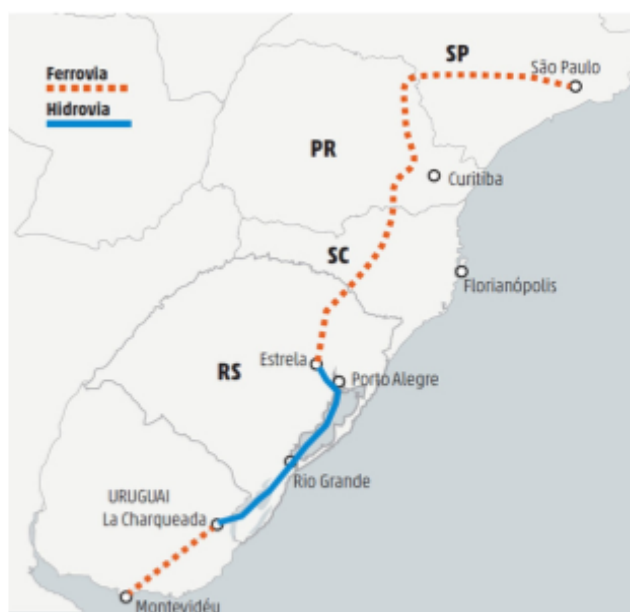 SP
São Paulo
Ferrovia
Hidrovia
PR
Curitiba
SC
Florianópolis
Estrela
RS
Porto Alegre
Rio Grande
URUGUAI
La Charqueada
Montevidéu